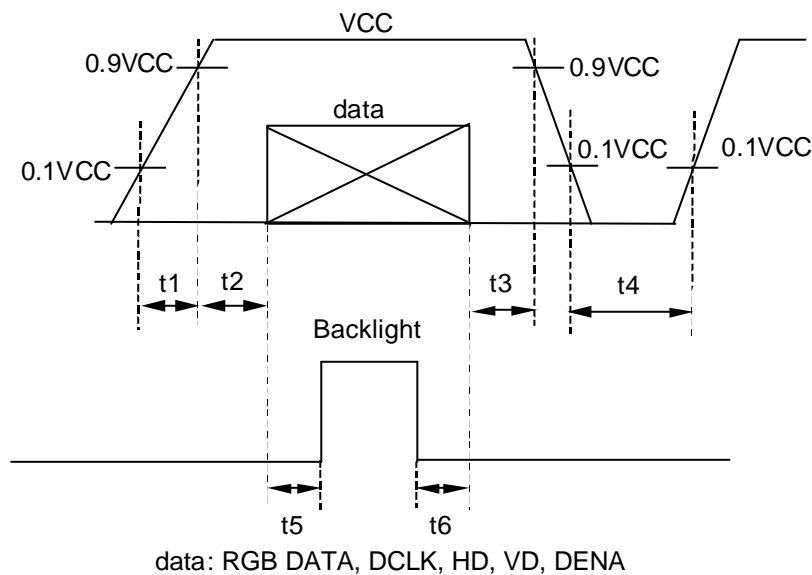 VCC
0.9VCC
0.9VCC
data
0.1VCC
0.1VCC
0.1VCC
t1
t2
t3
t4
Backlight
t5
t6
data: RGB DATA, DCLK, HD, VD, DENA